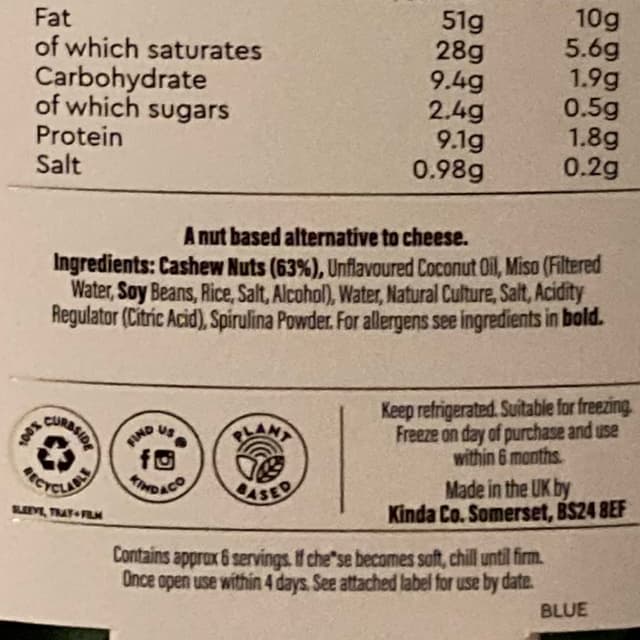 Fat 51g 10g
of which saturates 28g 5.6g
Carbohydrate 9.4g 1.9g
of which sugars 2.4g 0.5g
Protein 9.1g 1.8g
Salt 0.98g 0.2g
A nut based alternative to cheese.
Ingredients: Cashew Nuts (63%), Unflavoured Coconut Oil, Miso (Filtered
Water, Soy Beans, Rice, Salt, Alcohol), Water, Natural Culture, Salt, Acidity
Regulator (Citric Acid), Spirulina Powder. For allergens see ingredients in bold.
100% CURBSIDE
RECYCLABLE
SLEEVE, TRAY + FILM
FIND US @
KINDACO
PLANT
BASED
Keep refrigerated. Suitable for freezing.
Freeze on day of purchase and use
within 6 months.
Made in the UK by
Kinda Co. Somerset, BS24 8EF
Contains approx 6 servings. If che*se becomes soft, chill until firm.
Once open use within 4 days. See attached label for use by date.
BLUE